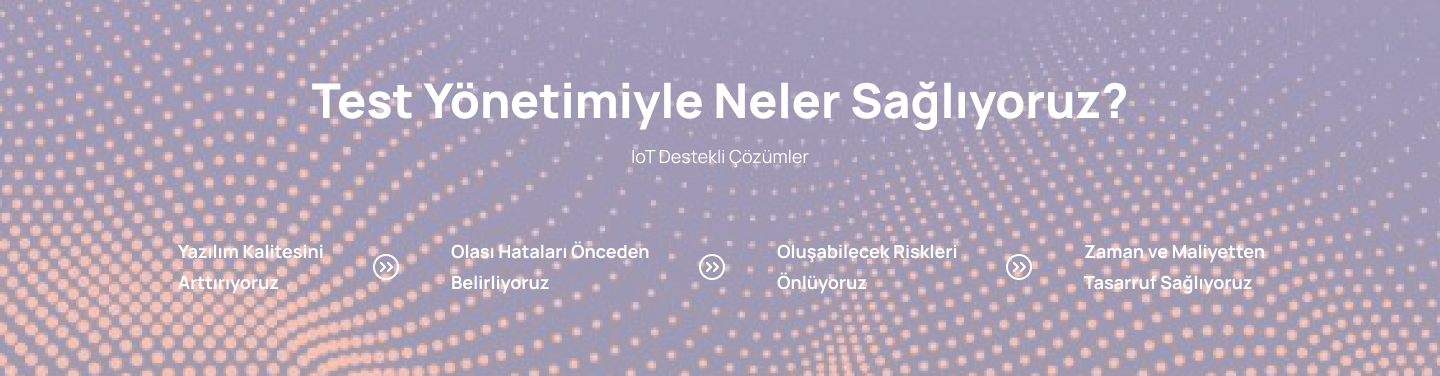 Test Yönetimiyle Neler Sağlıyoruz?
IoT Destekli Çözümler
Yazılım Kalitesini
Arttırıyoruz
Olası Hataları Önceden
Belirliyoruz
Oluşabilecek Riskleri
Önlüyoruz
Zaman ve Maliyetten
Tasarruf Sağlıyoruz